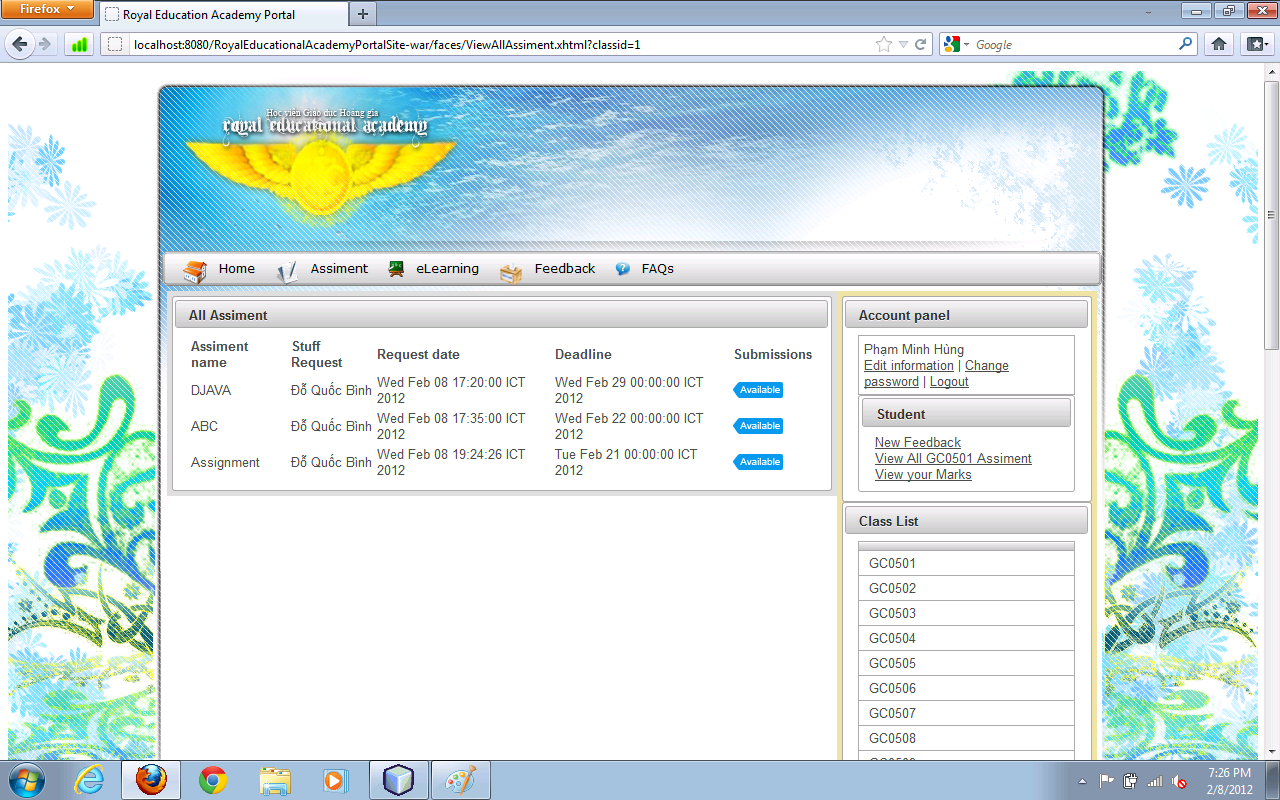 Firefox
Royal Education Academy Portal
localhost:8080/RoyalEducationalAcademyPortalSite-war/faces/ViewAllAssiment.xhtml?classid=1
Google
Học viện Giáo dục Hoàng gia
Royal Educational Academy
Home
Assiment
eLearning
Feedback
FAQs
All Assiment
Assiment name
Stuff Request
Request date
Deadline
Submissions
DJAVA
Đỗ Quốc Bình
Wed Feb 08 17:20:00 ICT 2012
Wed Feb 29 00:00:00 ICT 2012
Available
ABC
Đỗ Quốc Bình
Wed Feb 08 17:35:00 ICT 2012
Wed Feb 22 00:00:00 ICT 2012
Available
Assignment
Đỗ Quốc Bình
Wed Feb 08 19:24:26 ICT 2012
Tue Feb 21 00:00:00 ICT 2012
Available
Account panel
Phạm Minh Hùng
Edit information | Change
password | Logout
Student
New Feedback
View All GC0501 Assiment
View your Marks
Class List
GC0501
GC0502
GC0503
GC0504
GC0505
GC0506
GC0507
GC0508
7:26 PM
2/8/2012